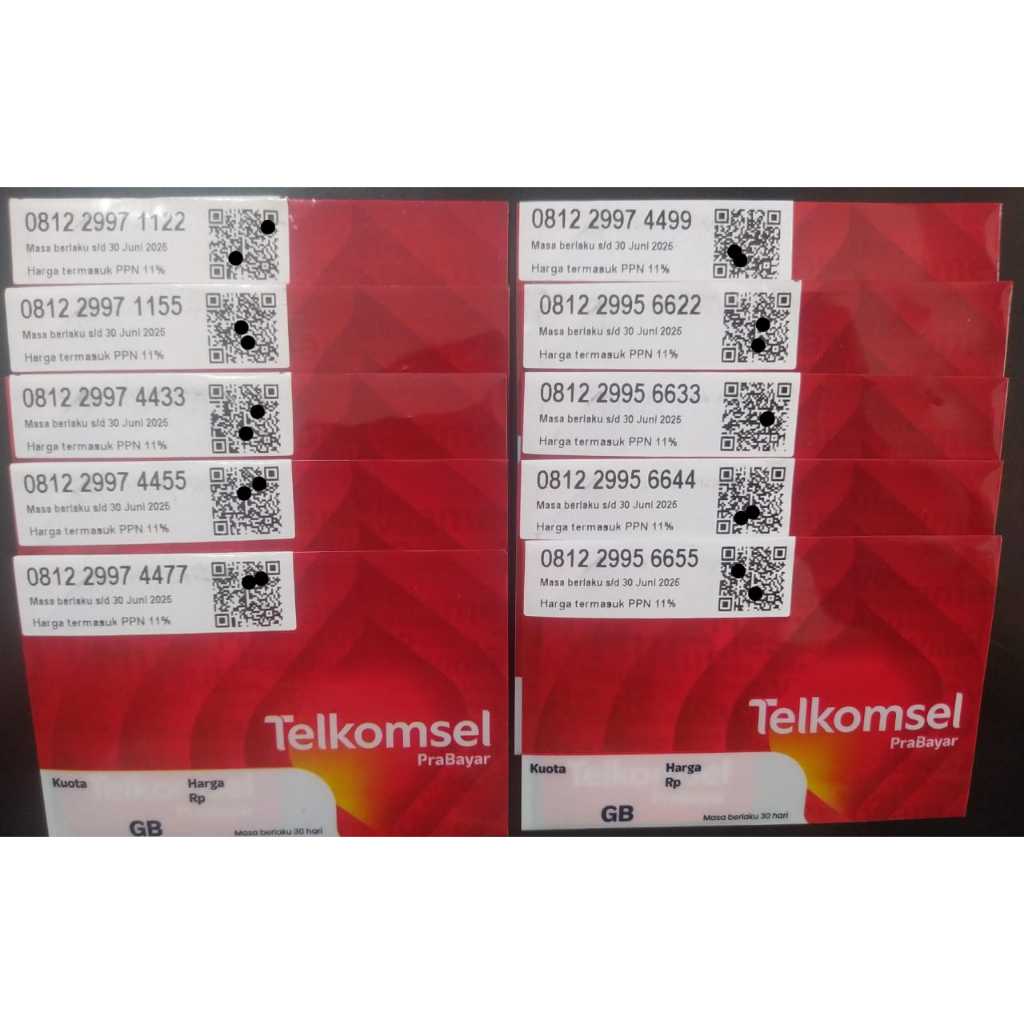 0812 2997 1122
Masa berlaku s/d 30 Juni 2025
Harga termasuk PPN 11%
0812 2997 1155
Masa berlaku s/d 30 Juni 2025
Harga termasuk PPN 11%
0812 2997 4433
Masa berlaku s/d 30 Juni 2025
Harga termasuk PPN 11%
0812 2997 4455
Masa berlaku s/d 30 Juni 2025
Harga termasuk PPN 11%
0812 2997 4477
Masa berlaku s/d 30 Juni 2025
Harga termasuk PPN 11%
Telkomsel
PraBayar
Kuota
Harga
Rp
GB
Masa berlaku 30 hari
0812 2997 4499
Masa berlaku s/d 30 Juni 2025
Harga termasuk PPN 11%
0812 2995 6622
Masa berlaku s/d 30 Juni 2025
Harga termasuk PPN 11%
0812 2995 6633
Masa berlaku s/d 30 Juni 2025
Harga termasuk PPN 11%
0812 2995 6644
Masa berlaku s/d 30 Juni 2025
Harga termasuk PPN 11%
0812 2995 6655
Masa berlaku s/d 30 Juni 2025
Harga termasuk PPN 11%
Telkomsel
PraBayar
Kuota
Harga
Rp
GB
Masa berlaku 30 hari